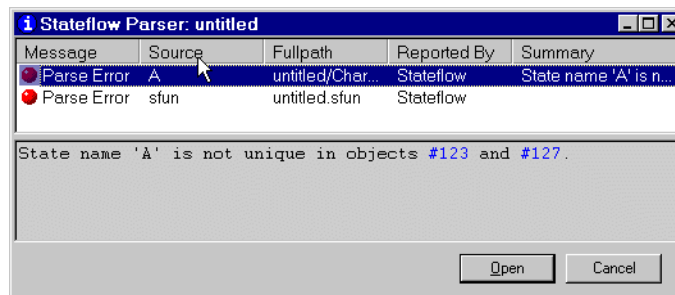 Stateflow Parser: untitled
Message Source Fullpath Reported By Summary
Parse Error A untitled/Char... Stateflow State name 'A' is n...
Parse Error sfun untitled.sfun Stateflow
State name 'A' is not unique in objects #123 and #127.
Open Cancel